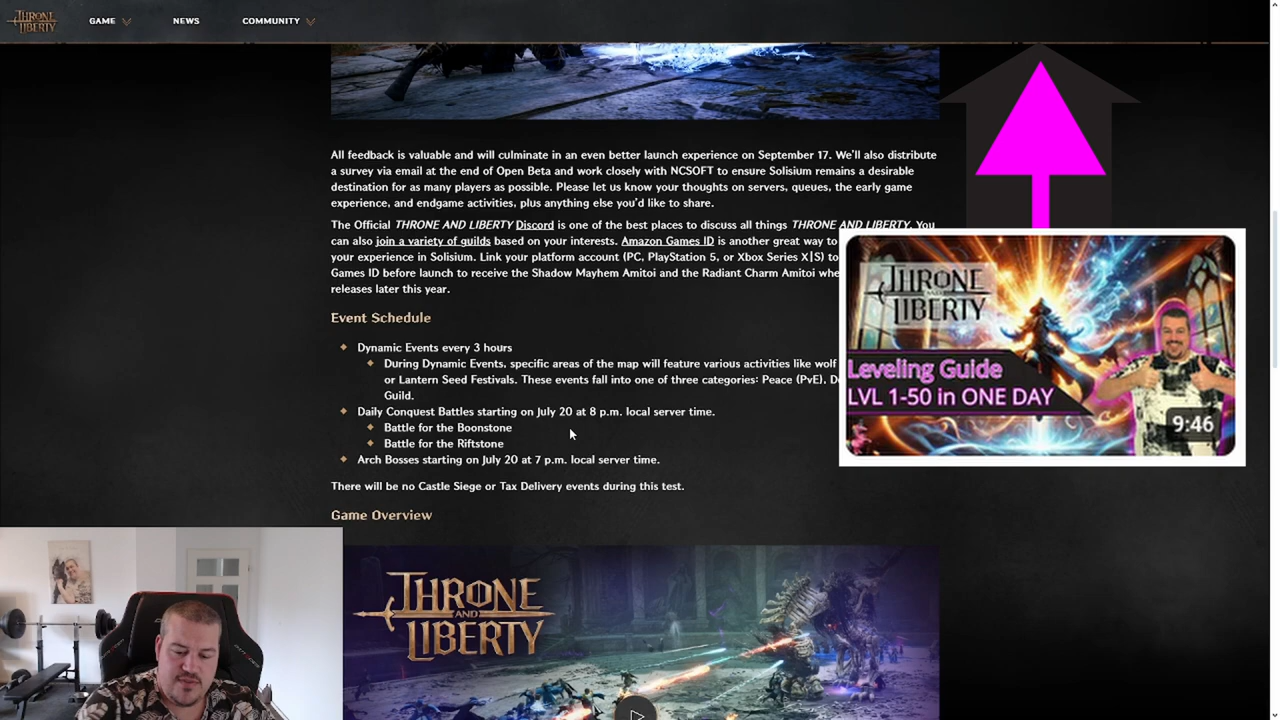 THRONE AND LIBERTY
GAME
NEWS
COMMUNITY
All feedback is valuable and will culminate in an even better launch experience on September 17. We'll also distribute
a survey via email at the end of Open Beta and work closely with NCSOFT to ensure Solisium remains a desirable
destination for as many players as possible. Please let us know your thoughts on servers, queues, the early game
experience, and endgame activities, plus anything else you'd like to share.
The Official THRONE AND LIBERTY Discord is one of the best places to discuss all things THRONE AND LIBERTY. You
can also join a variety of guilds based on your interests. Amazon Games ID is another great way to
your experience in Solisium. Link your platform account (PC, PlayStation 5, or Xbox Series X|S) to
Games ID before launch to receive the Shadow Mayhem Amitoi and the Radiant Charm Amitoi whe
releases later this year.
Event Schedule
Dynamic Events every 3 hours
During Dynamic Events, specific areas of the map will feature various activities like wolf
or Lantern Seed Festivals. These events fall into one of three categories: Peace (PvE), D
Guild.
Daily Conquest Battles starting on July 20 at 8 p.m. local server time.
Battle for the Boonstone
Battle for the Riftstone
Arch Bosses starting on July 20 at 7 p.m. local server time.
There will be no Castle Siege or Tax Delivery events during this test.
Game Overview
THRONE
AND
LIBERTY
THRONE
AND
LIBERTY
Leveling Guide
LVL 1-50 in ONE DAY
9:46